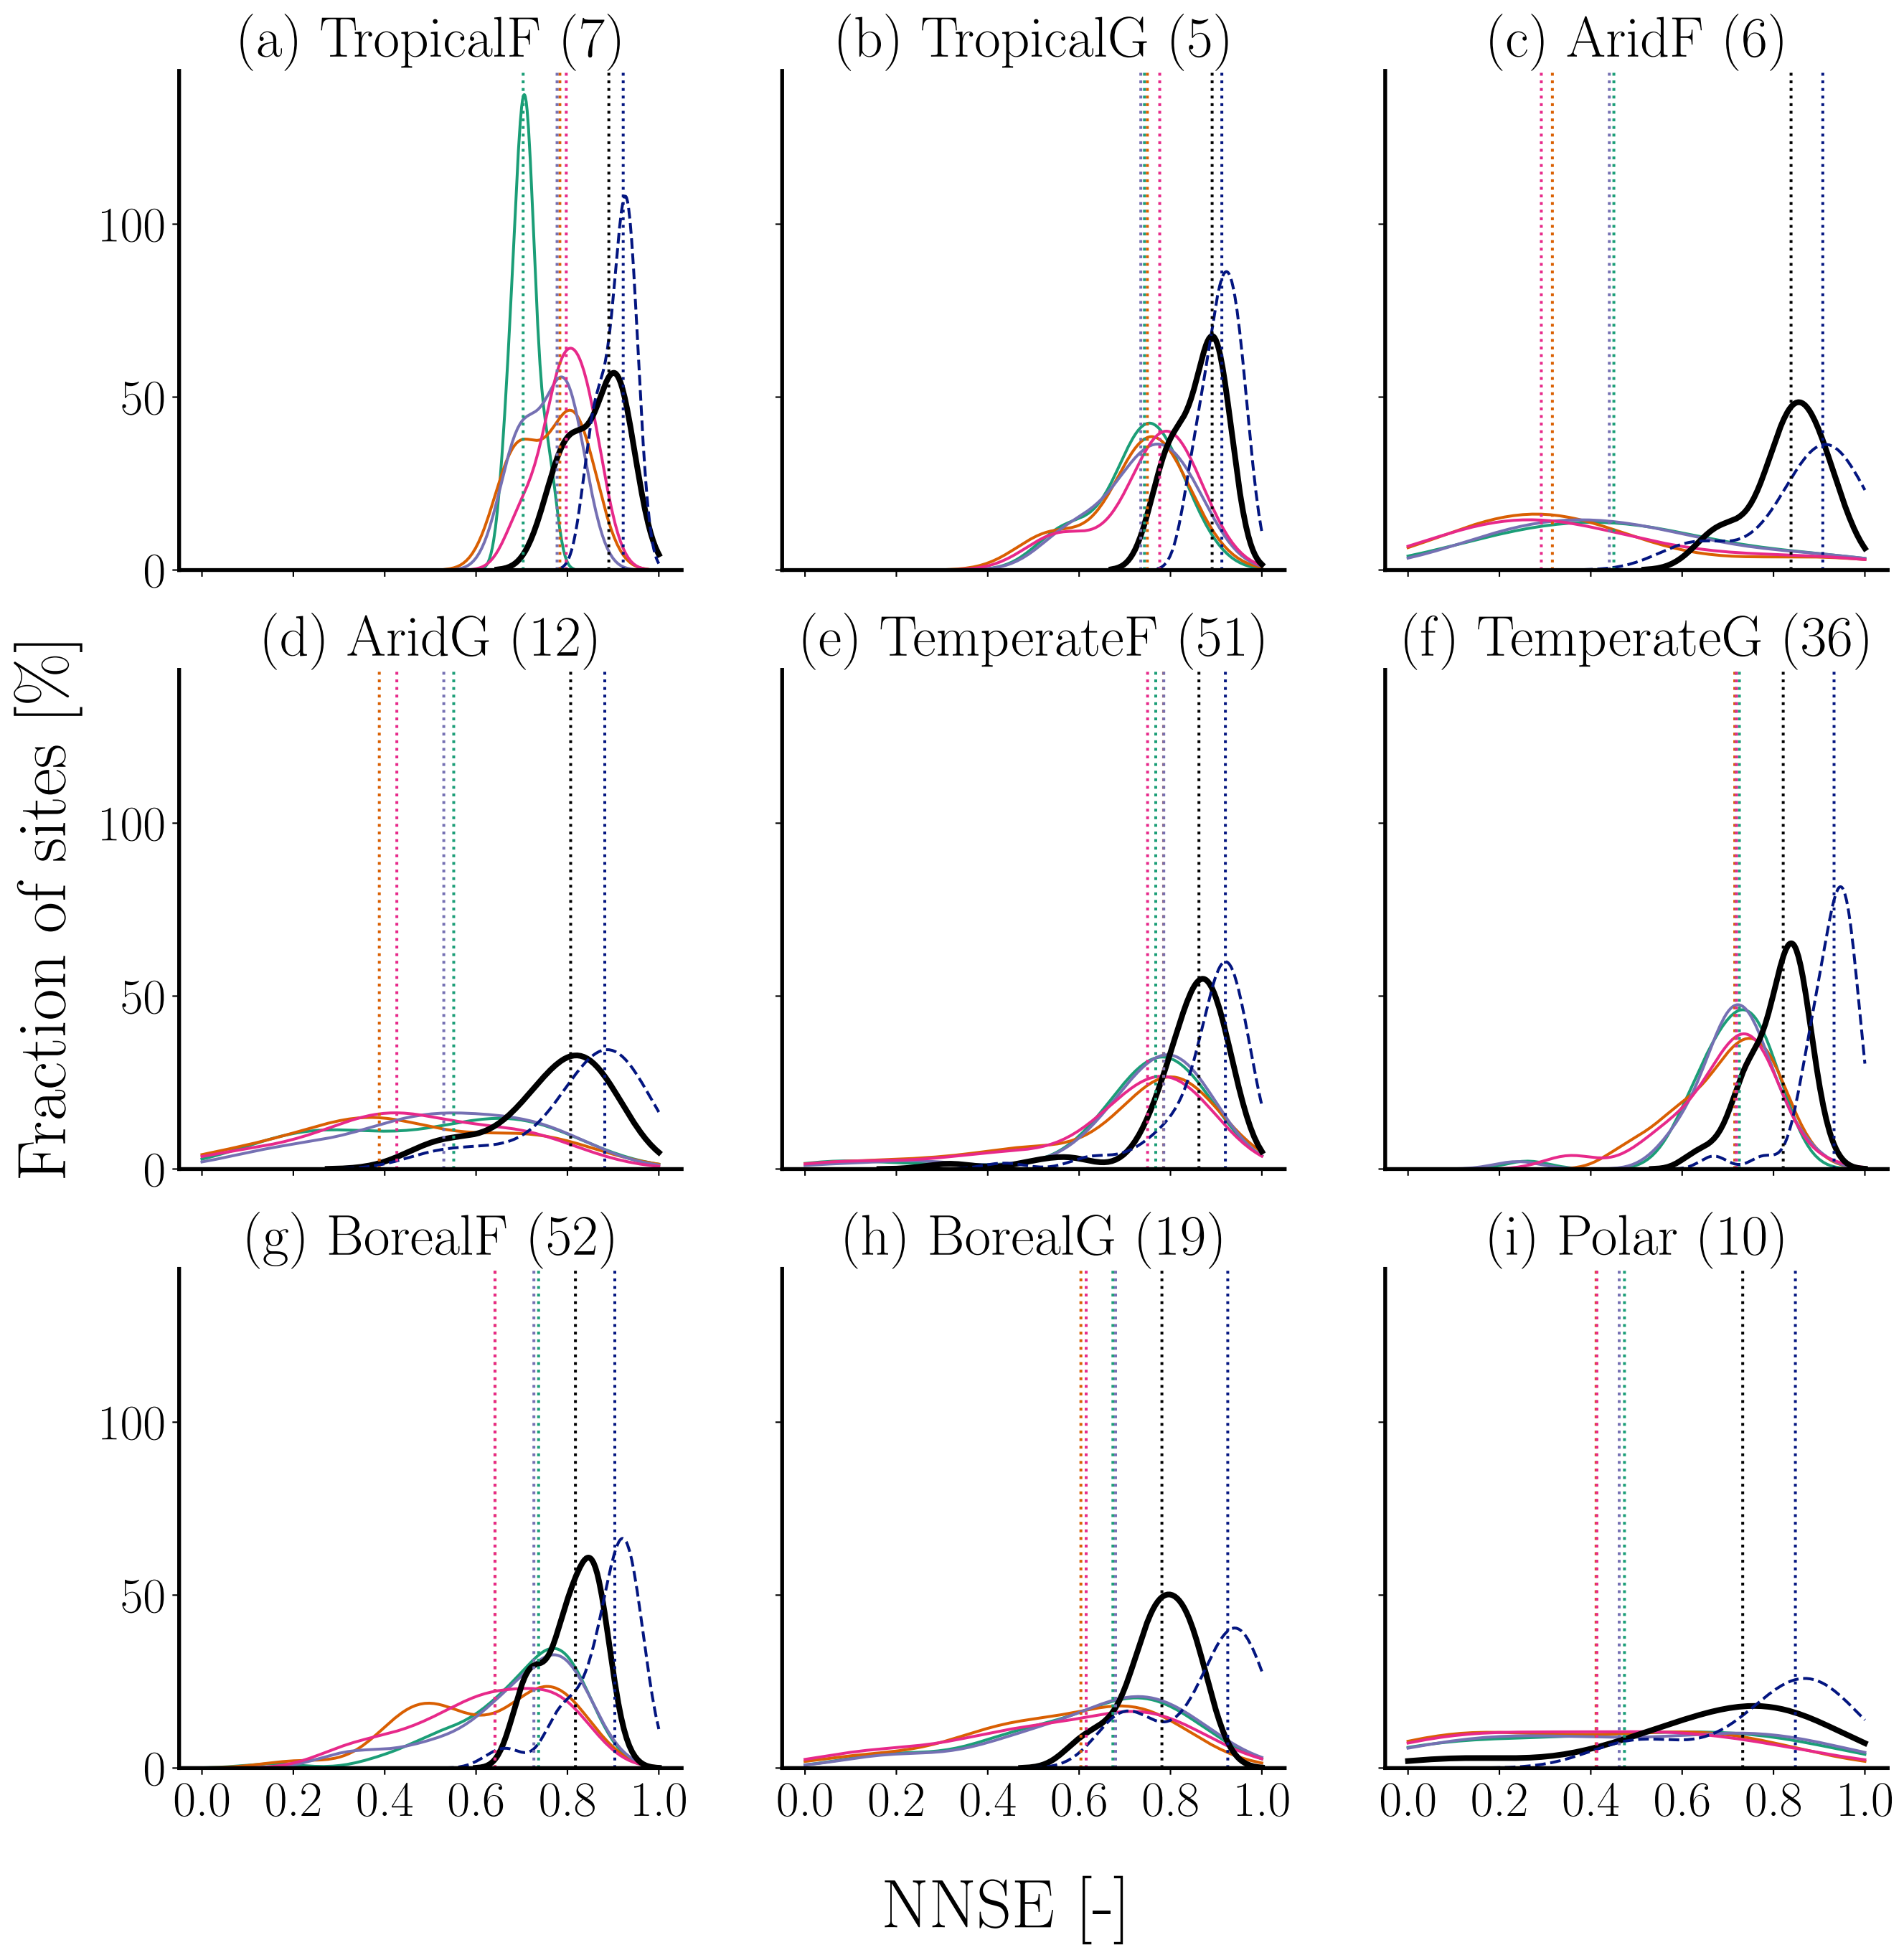 (a) TropicalF (7)
(b) TropicalG (5)
(c) AridF (6)
100
50
0
(d) AridG (12)
(e) TemperateF (51)
(f) TemperateG (36)
Fraction of sites [%]
100
50
0
(g) BorealF (52)
(h) BorealG (19)
(i) Polar (10)
100
50
0
0.0 0.2 0.4 0.6 0.8 1.0
0.0 0.2 0.4 0.6 0.8 1.0
0.0 0.2 0.4 0.6 0.8 1.0
NNSE [-]